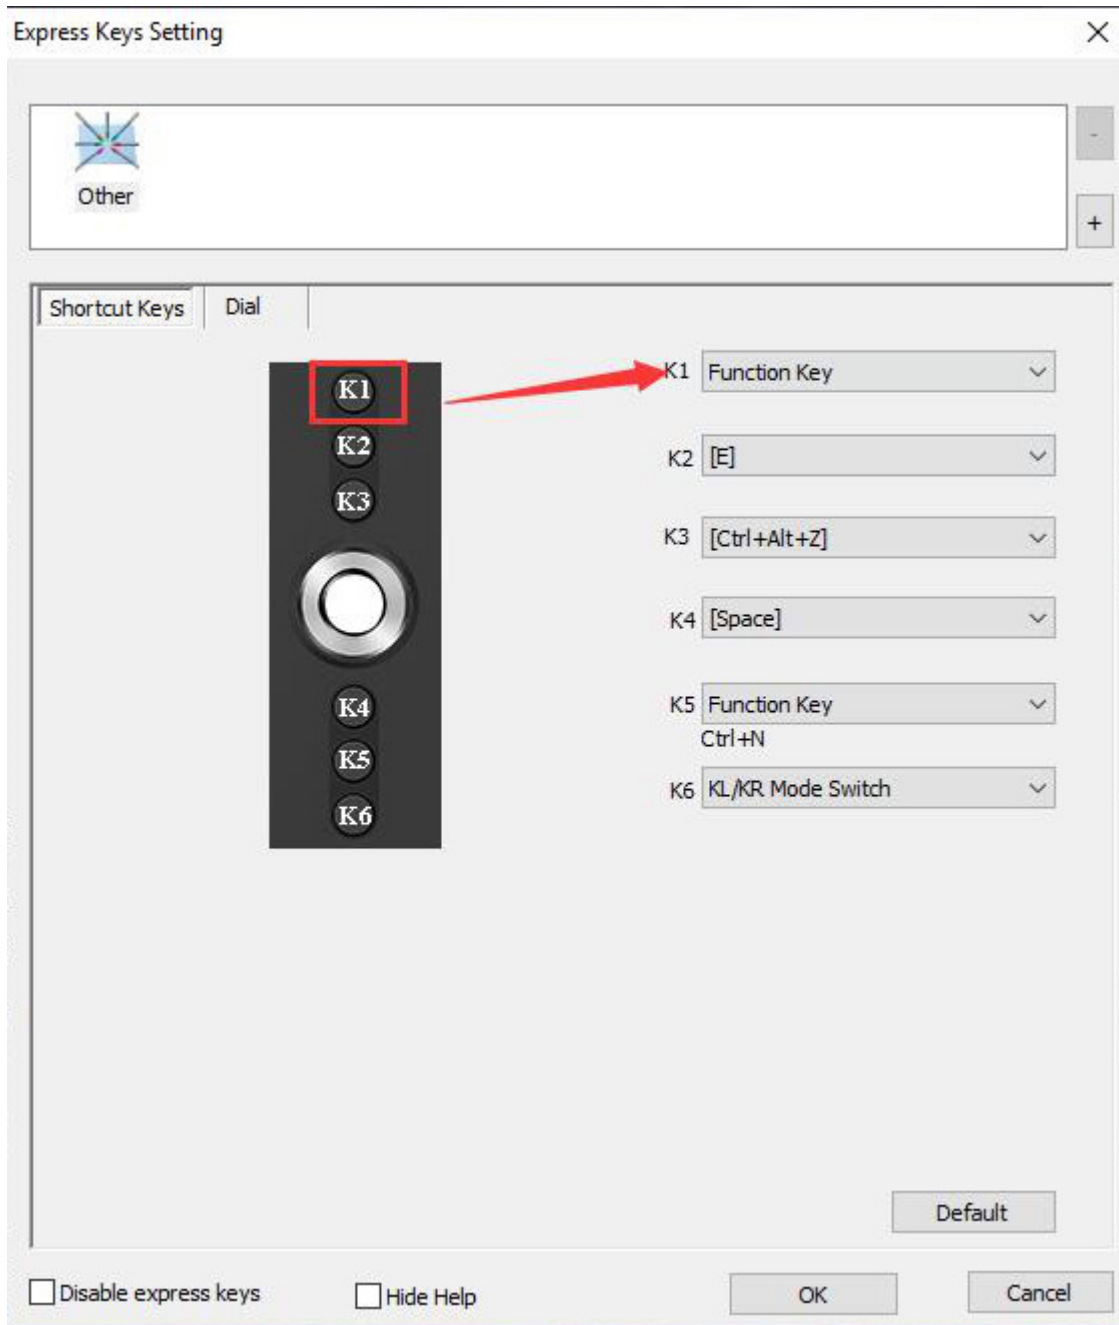 Express Keys Setting
Other
-
+
Shortcut Keys Dial
K1
K2
K3
K4
K5
K6
K1 Function Key
K2 [E]
K3 [Ctrl+Alt+Z]
K4 [Space]
K5 Function Key
Ctrl+N
K6 KL/KR Mode Switch
Default
Disable express keys Hide Help OK Cancel